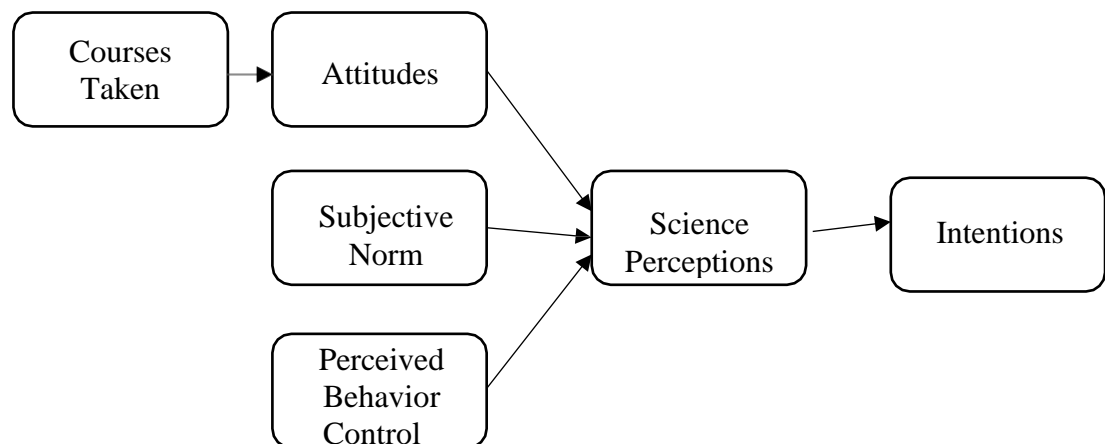 Courses
Taken
Attitudes
Subjective
Norm
Perceived
Behavior
Control
Science
Perceptions
Intentions